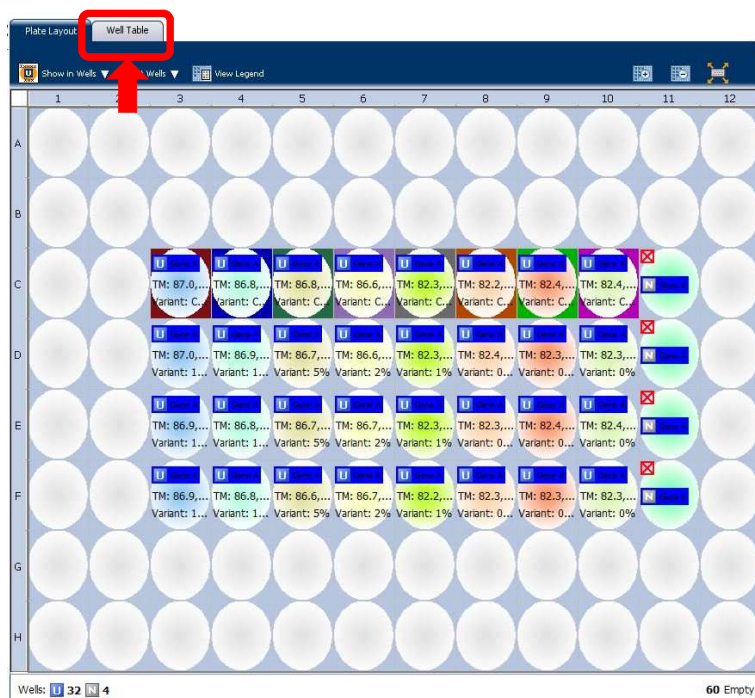 Plate Layout Well Table
Show in Wells ▼ Wells ▼ View Legend
1 2 3 4 5 6 7 8 9 10 11 12
A
B
C
U U U U U U U U
TM: 87.0,... TM: 86.8,... TM: 86.8,... TM: 86.6,... TM: 82.3,... TM: 82.2,... TM: 82.4,... TM: 82.4,... N
Variant: C... Variant: C... Variant: C... Variant: C... Variant: C... Variant: C... Variant: C... Variant: C...
D
U U U U U U U U
TM: 87.0,... TM: 86.9,... TM: 86.7,... TM: 86.6,... TM: 82.3,... TM: 82.4,... TM: 82.3,... TM: 82.3,... N
Variant: 1... Variant: 1... Variant: 5% Variant: 2% Variant: 1% Variant: 0... Variant: 0... Variant: 0%
E
U U U U U U U U
TM: 86.9,... TM: 86.8,... TM: 86.7,... TM: 86.7,... TM: 82.3,... TM: 82.3,... TM: 82.4,... TM: 82.4,... N
Variant: 1... Variant: 1... Variant: 5% Variant: 2% Variant: 1% Variant: 0... Variant: 0... Variant: 0%
F
U U U U U U U U
TM: 86.9,... TM: 86.8,... TM: 86.6,... TM: 86.7,... TM: 82.2,... TM: 82.3,... TM: 82.3,... TM: 82.3,... N
Variant: 1... Variant: 1... Variant: 5% Variant: 2% Variant: 1% Variant: 0... Variant: 0... Variant: 0%
G
H
Wells: U 32 N 4 60 Empty